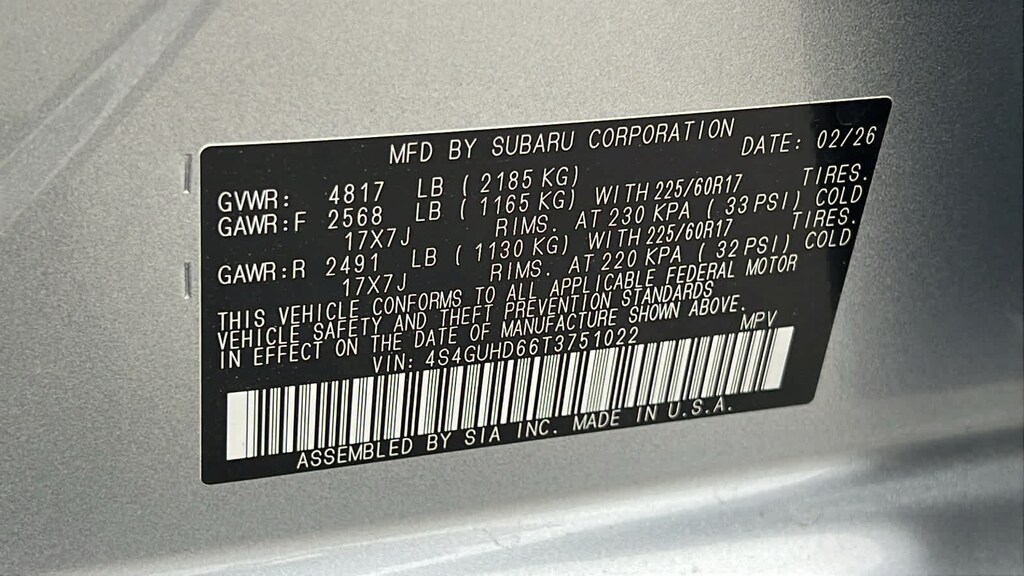 MFD BY SUBARU CORPORATION DATE: 02/26
GVWR: 4817 LB ( 2185 KG)
GAWR:F 2568 LB ( 1165 KG) WITH 225/60R17 TIRES.
17X7J RIMS. AT 230 KPA ( 33 PSI) COLD
GAWR:R 2491 LB ( 1130 KG) WITH 225/60R17 TIRES.
17X7J RIMS. AT 220 KPA ( 32 PSI) COLD
THIS VEHICLE CONFORMS TO ALL APPLICABLE FEDERAL MOTOR
VEHICLE SAFETY AND THEFT PREVENTION STANDARDS
IN EFFECT ON THE DATE OF MANUFACTURE SHOWN ABOVE.
VIN: 4S4GUHD66T3751022 MPV
ASSEMBLED BY SIA INC. MADE IN U.S.A.